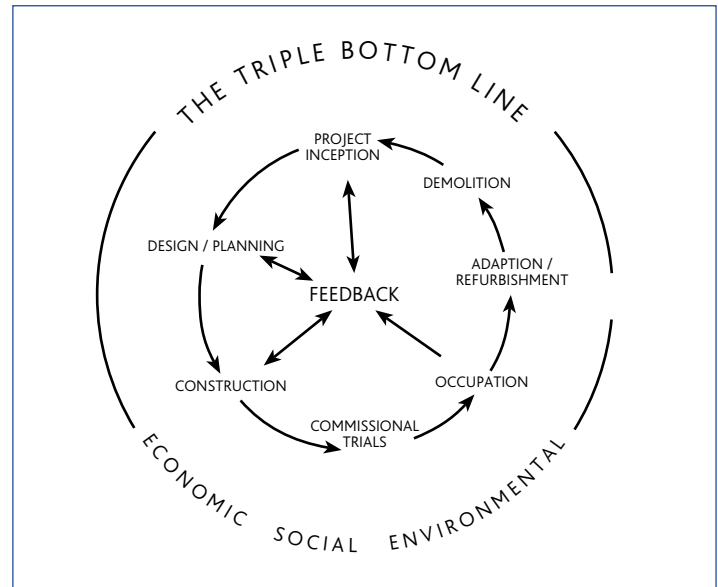 THE TRIPLE BOTTOM LINE
PROJECT
INCEPTION
DEMOLITION
DESIGN / PLANNING
ADAPTION /
REFURBISHMENT
FEEDBACK
CONSTRUCTION
OCCUPATION
COMMISSIONAL
TRIALS
ECONOMIC SOCIAL ENVIRONMENTAL